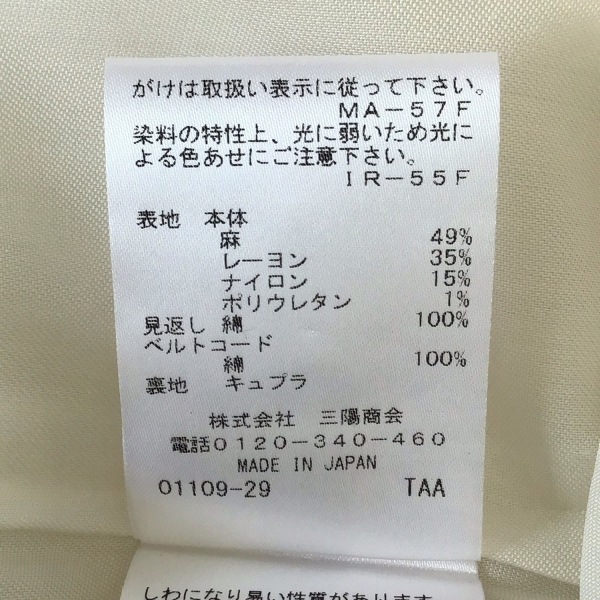 がけは取扱い表示に従って下さい。
MA-57F
染料の特性上、光に弱いため光に
よる色あせにご注意下さい。
IR-55F
表地 本体
麻 49%
レーヨン 35%
ナイロン 15%
ポリウレタン 1%
見返し 綿 100%
ベルトコード
綿 100%
裏地 キュプラ
株式会社 三陽商会
電話0120-340-460
MADE IN JAPAN
01109-29 TAA
しわになり易い性質があります